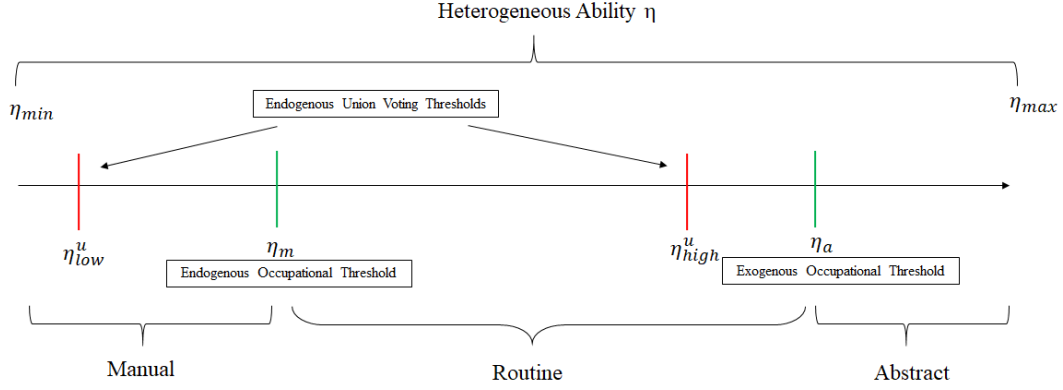 Heterogeneous Ability η
η_min
Endogenous Union Voting Thresholds
η_max
η^u_low
η_m
η^u_high
η_a
Endogenous Occupational Threshold
Exogenous Occupational Threshold
Manual
Routine
Abstract